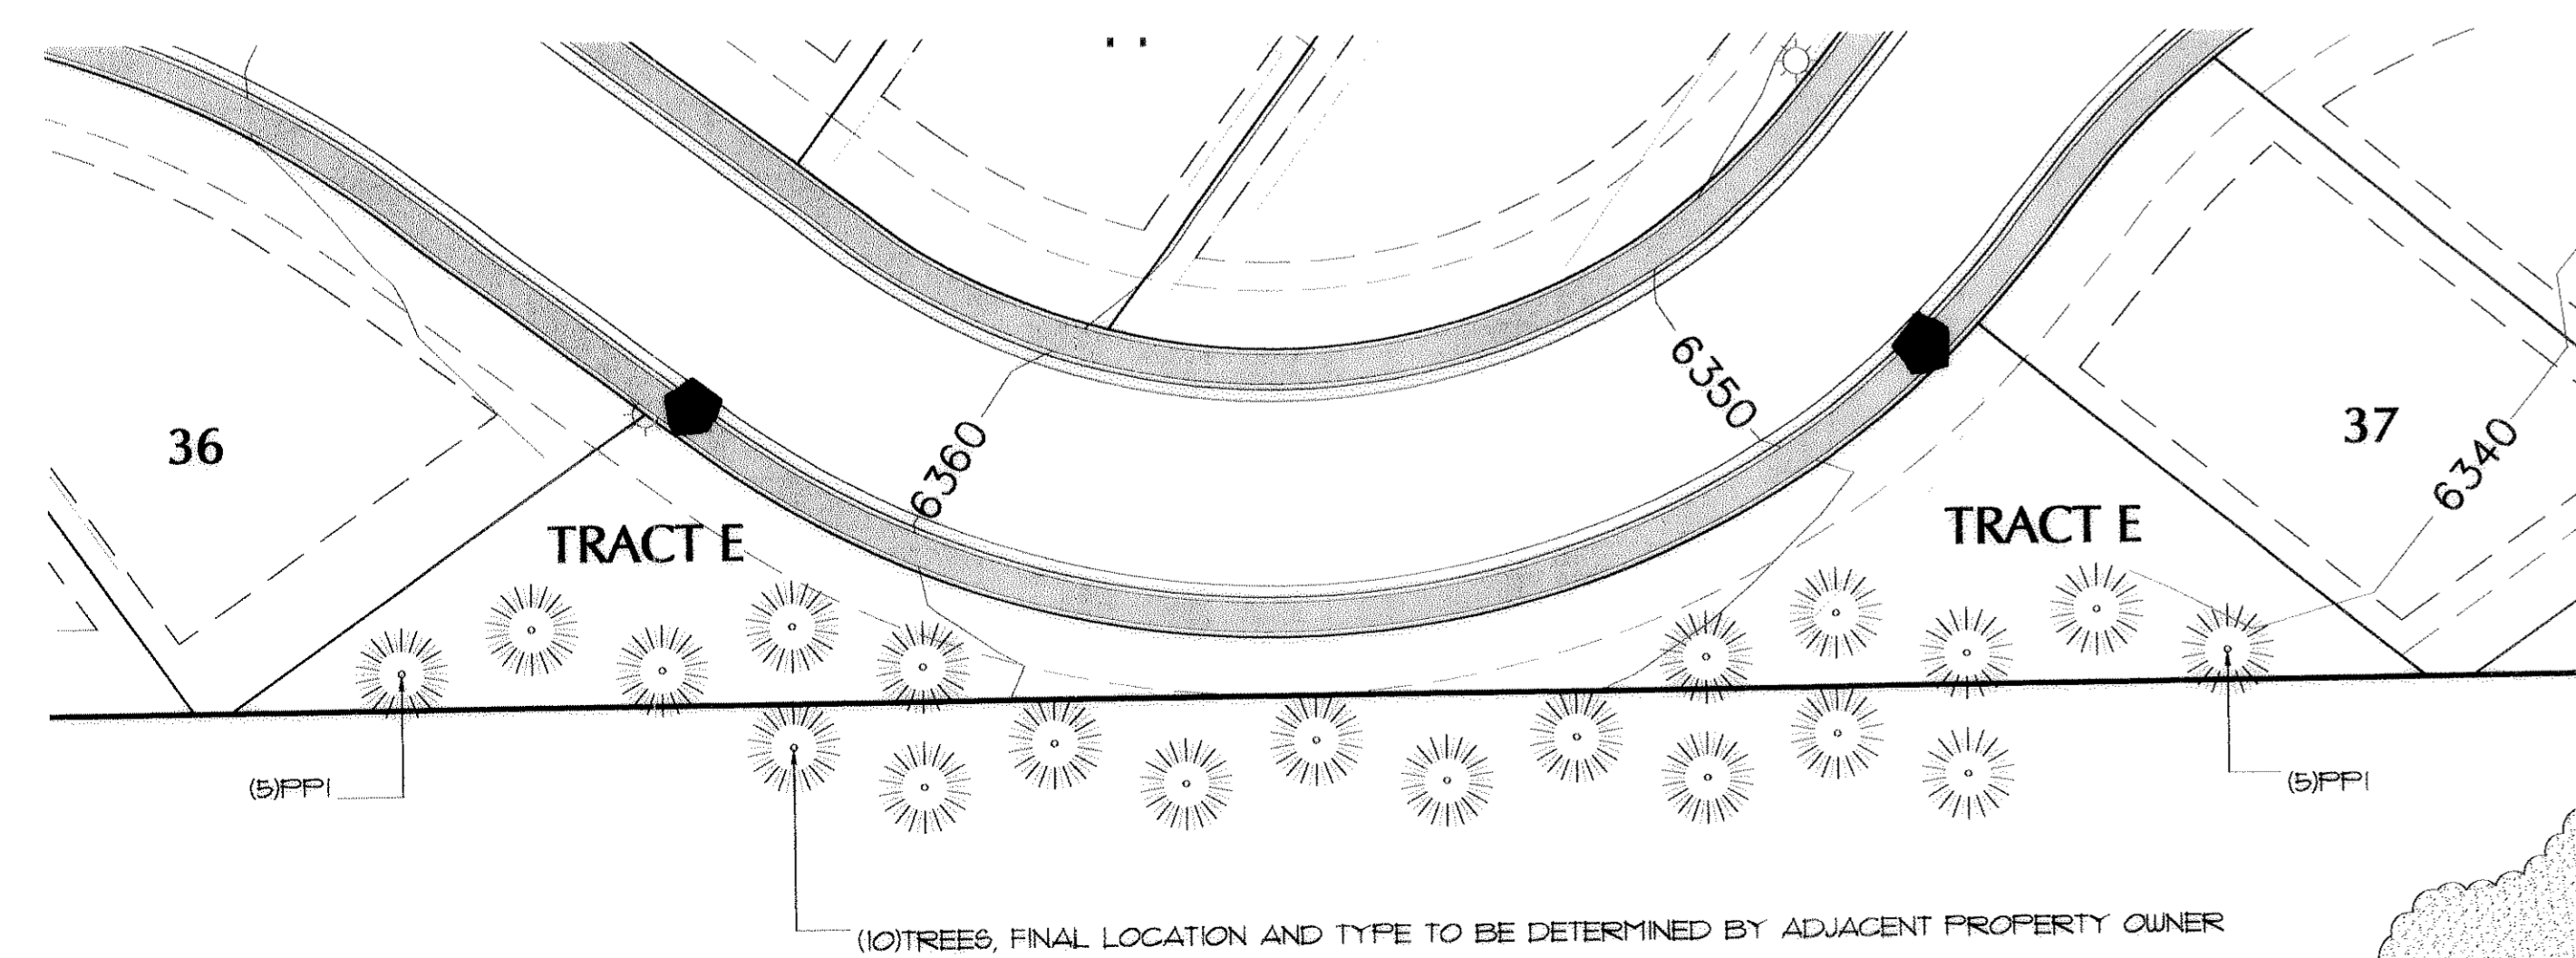 6350
36
37
6360
6340
TRACT E
TRACT E
(5)PPI
(5)PPI
(10)TREES, FINAL LOCATION AND TYPE TO BE DETERMINED BY ADJACENT PROPERTY OWNER